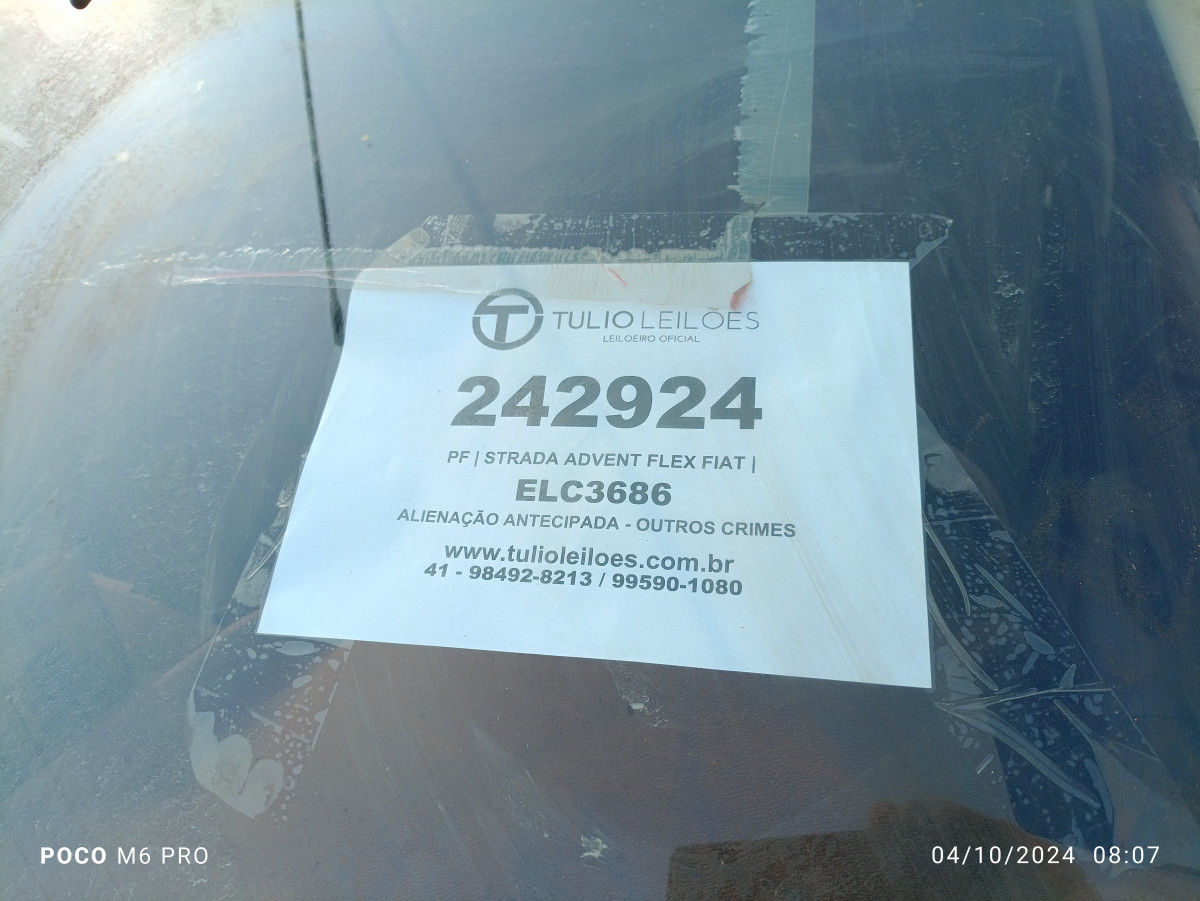 TULIO LEILÕES
LEILOEIRO OFICIAL
242924
PF | STRADA ADVENT FLEX FIAT |
ELC3686
ALIENAÇÃO ANTECIPADA - OUTROS CRIMES
www.tulioleiloes.com.br
41 - 98492-8213 / 99590-1080
POCO M6 PRO
04/10/2024 08:07